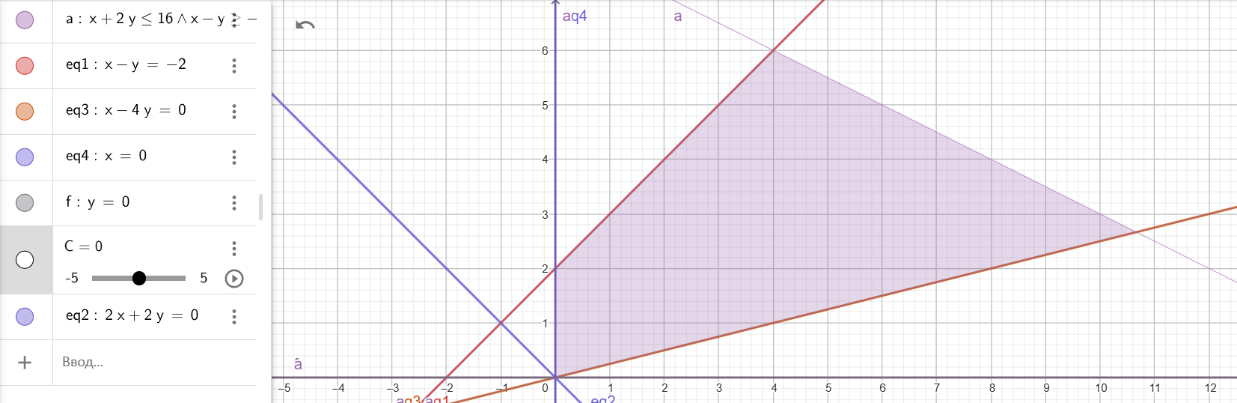 a : x + 2 y ≤ 16 ∧ x − y ≥ −
eq1 : x − y = −2
eq3 : x − 4 y = 0
eq4 : x = 0
f : y = 0
C = 0
-5 5
eq2 : 2 x + 2 y = 0
+ Ввод...
aq4 a
6
5
4
3
2
1
a
−5 −4 −3 −2 −1 0 1 2 3 4 5 6 7 8 9 10 11 12
aq3 aq1 eq2